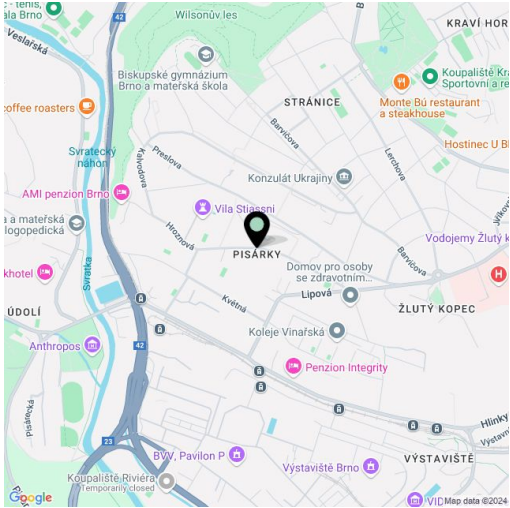 c - tenis,
ala Brno
42
Wilsonův les
Veslařská
KRAVÍ HOR
Biskupské gymnázium
Brno a mateřská škola
Koupaliště Kra
Sportovní a re
STRÁNICE
Monte Bú restaurant
a steakhouse
coffee roasters
Barvičova
Hostinec U Bl
Svratecký
náhon
Preslova
Kalvodova
Lerchova
Konzulát Ukrajiny
AMI penzion Brno
Vila Stiassni
a a mateřská
logopedická
Hroznová
Barvičova
Vodojemy Žlutý k
PISÁRKY
Domov pro osoby
se zdravotním...
khotel
Svratka
Lipová
H
ÚDOLÍ
Květná
ŽLUTÝ KOPEC
Koleje Vinařská
Anthropos
42
Penzion Integrity
Pisárecká
Hlinky
Výstavní
23
BVV, Pavilon P
Výstaviště Brno
VÝSTAVIŠTĚ
Koupaliště Riviéra
Temporarily closed
Google
VID
Map data ©2024